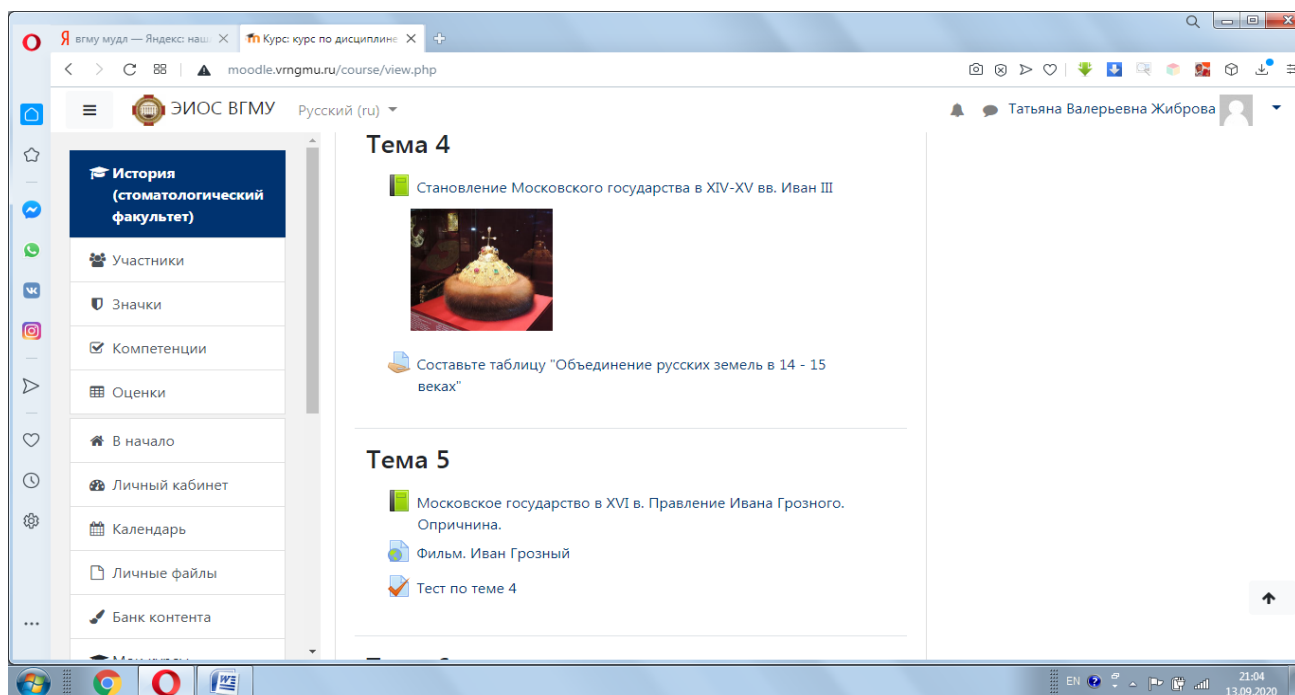 вгму мудл — Яндекс: наш
Курс: курс по дисциплине
moodle.vrngmu.ru/course/view.php
ЭИОС ВГМУ
Русский (ru)
Татьяна Валерьевна Жиброва
История
(стоматологический
факультет)
Участники
Значки
Компетенции
Оценки
В начало
Личный кабинет
Календарь
Личные файлы
Банк контента
Тема 4
Становление Московского государства в XIV-XV вв. Иван III
Составьте таблицу "Объединение русских земель в 14 - 15
веках"
Тема 5
Московское государство в XVI в. Правление Ивана Грозного.
Опричнина.
Фильм. Иван Грозный
Тест по теме 4
EN
21:04
13.09.2020